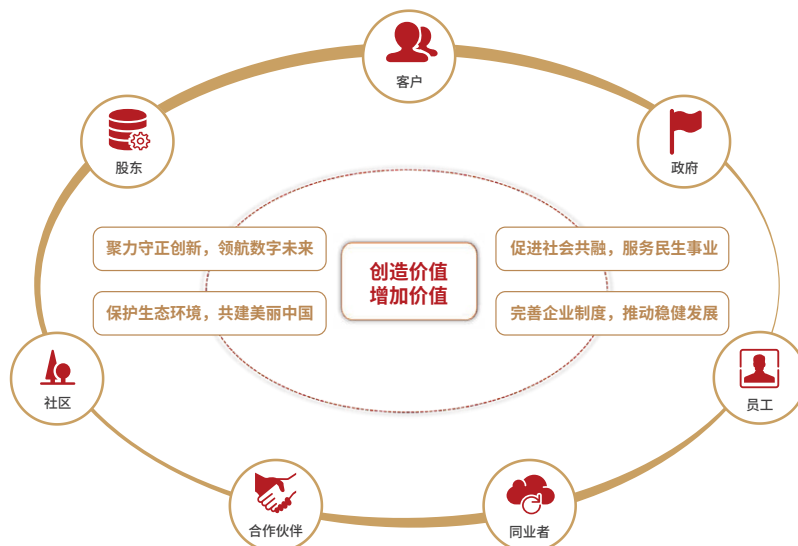 客户
股东
政府
聚力守正创新，领航数字未来
促进社会共融，服务民生事业
创造价值
增加价值
保护生态环境，共建美丽中国
完善企业制度，推动稳健发展
社区
员工
合作伙伴
同业者